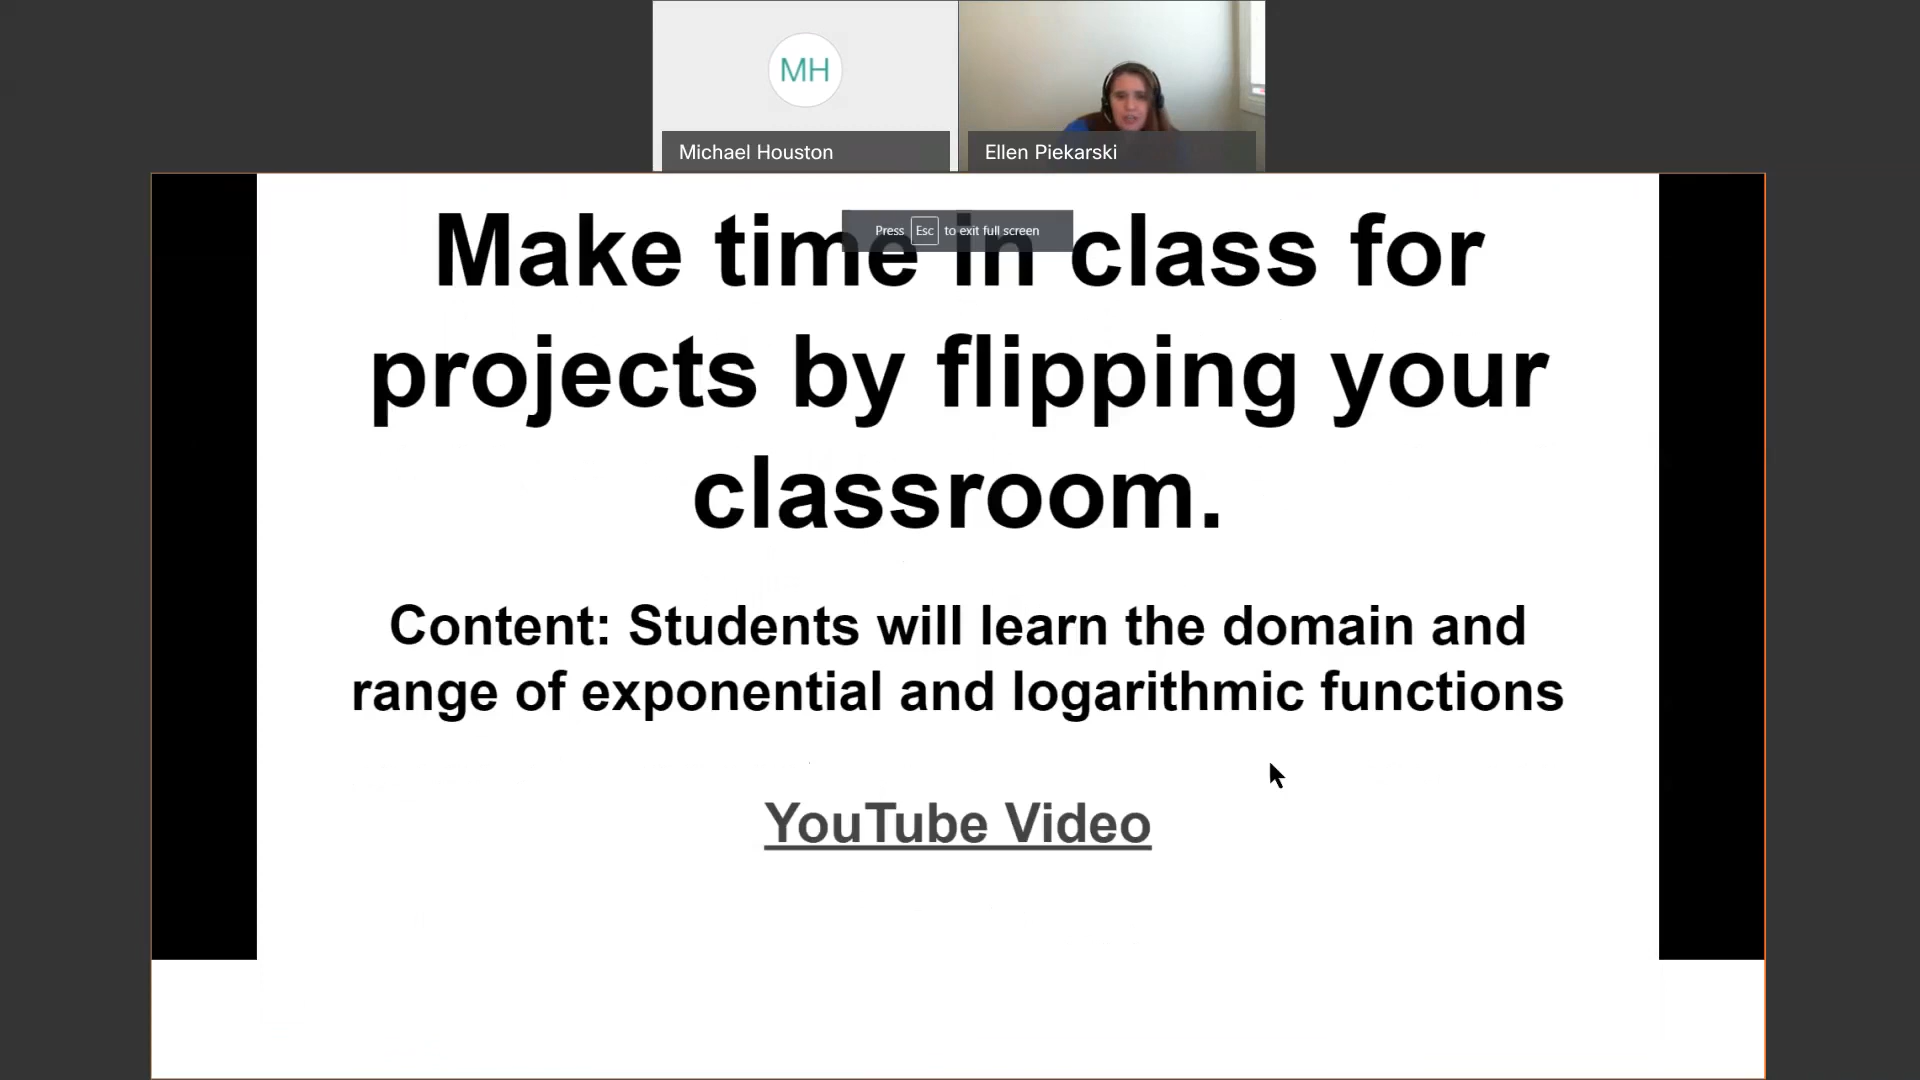 MH
Michael Houston
Ellen Piekarski
Press Esc to exit full screen
Make time in class for
projects by flipping your
classroom.
Content: Students will learn the domain and
range of exponential and logarithmic functions
YouTube Video